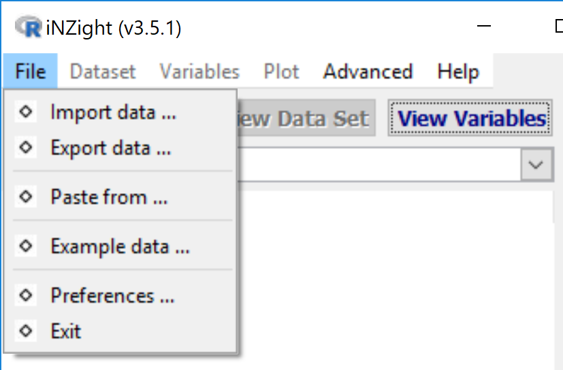 R iNZight (v3.5.1)
File Dataset Variables Plot Advanced Help
Import data ... iew Data Set View Variables
Export data ...
Paste from ...
Example data ...
Preferences ...
Exit